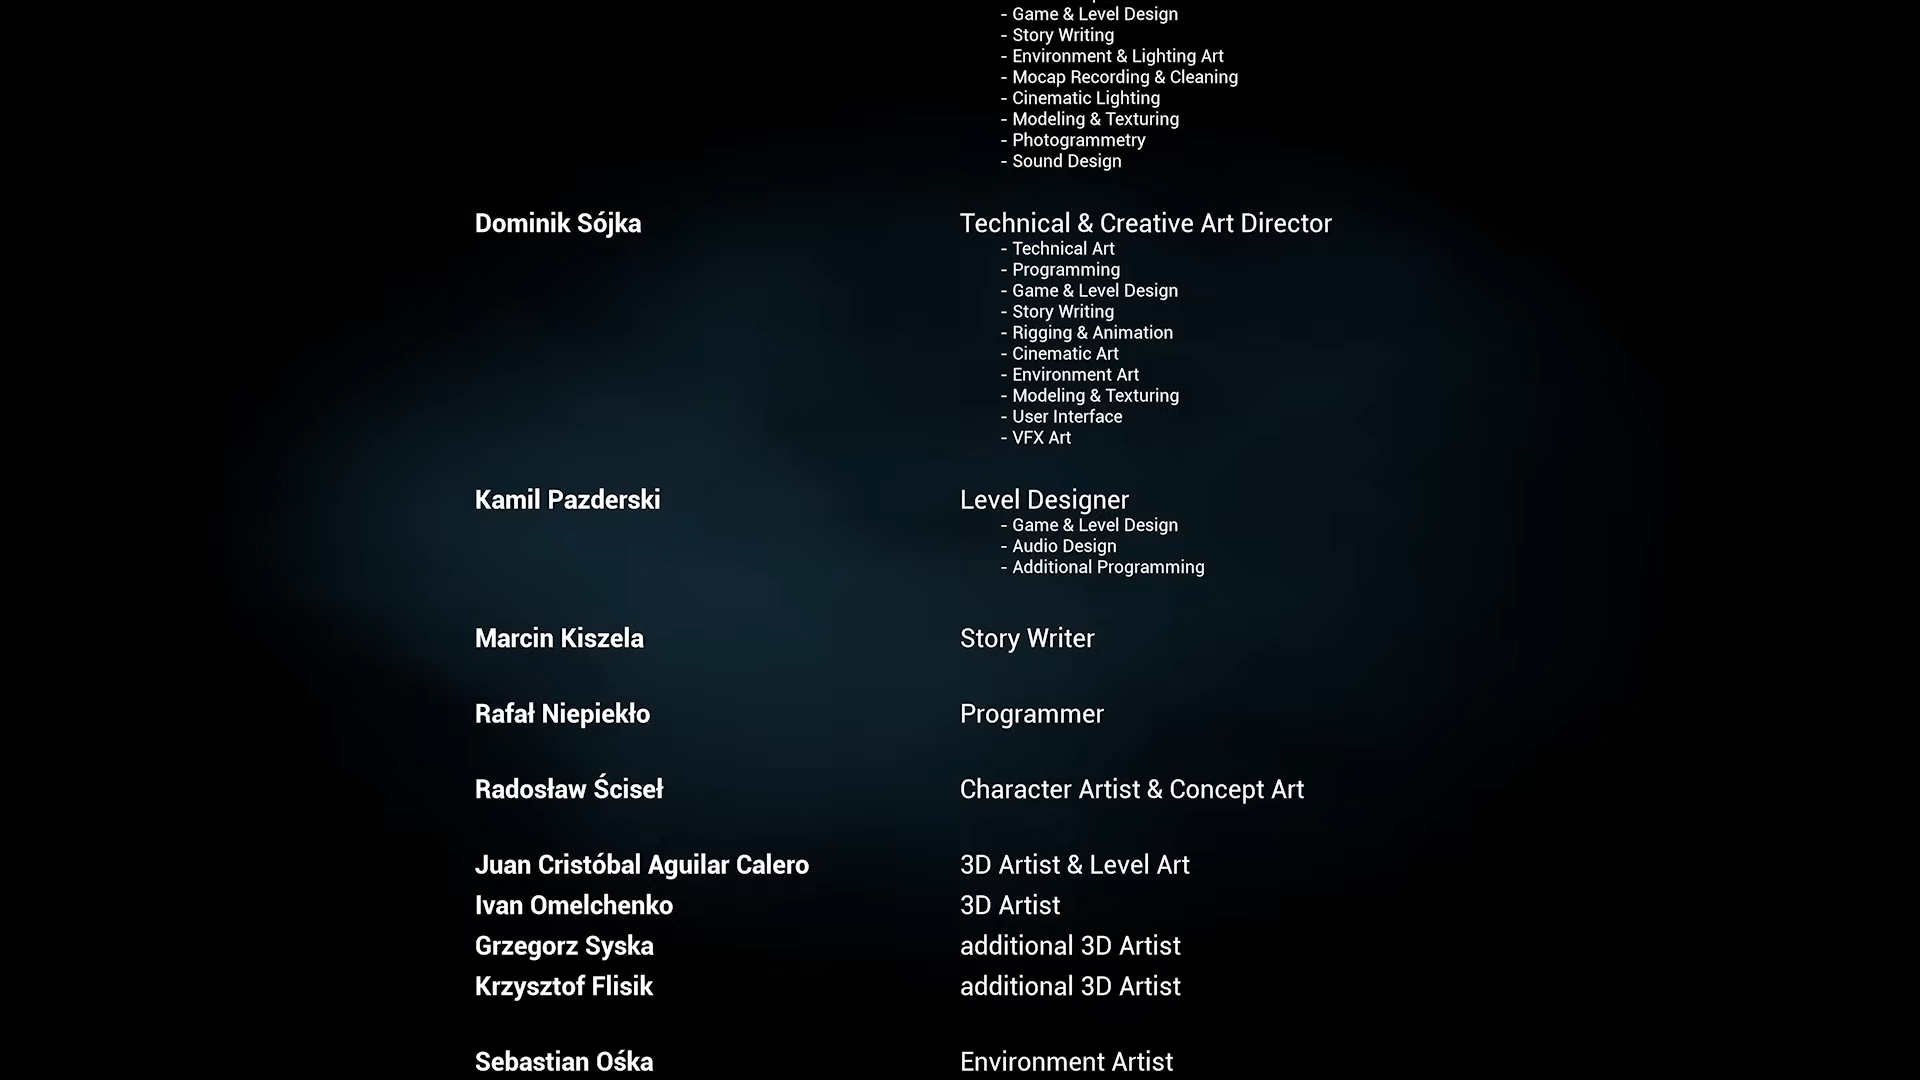 - Game & Level Design
- Story Writing
- Environment & Lighting Art
- Mocap Recording & Cleaning
- Cinematic Lighting
- Modeling & Texturing
- Photogrammetry
- Sound Design
Dominik Sójka Technical & Creative Art Director
- Technical Art
- Programming
- Game & Level Design
- Story Writing
- Rigging & Animation
- Cinematic Art
- Environment Art
- Modeling & Texturing
- User Interface
- VFX Art
Kamil Pazderski Level Designer
- Game & Level Design
- Audio Design
- Additional Programming
Marcin Kiszela Story Writer
Rafał Niepiekło Programmer
Radosław Ściseł Character Artist & Concept Art
Juan Cristóbal Aguilar Calero 3D Artist & Level Art
Ivan Omelchenko 3D Artist
Grzegorz Syska additional 3D Artist
Krzysztof Flisik additional 3D Artist
Sebastian Ośka Environment Artist